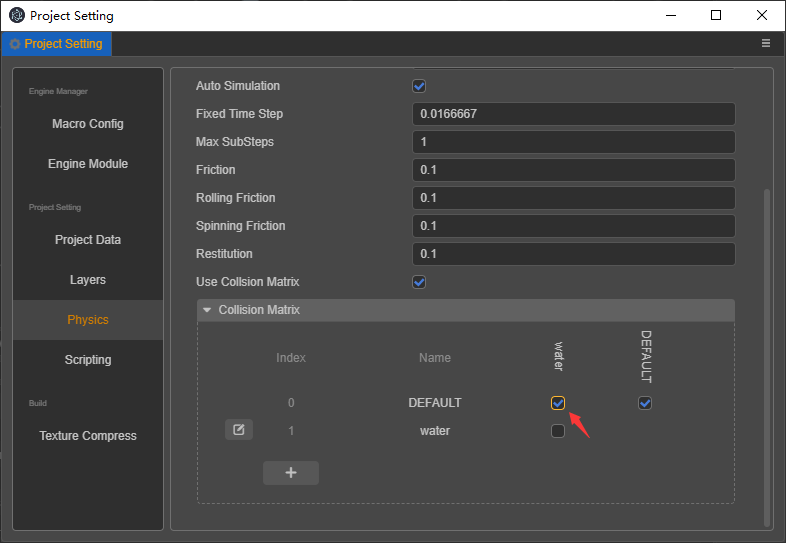 Project Setting
Project Setting
Engine Manager
Macro Config
Engine Module
Project Setting
Project Data
Layers
Physics
Scripting
Build
Texture Compress
Auto Simulation
Fixed Time Step 0.0166667
Max SubSteps 1
Friction 0.1
Rolling Friction 0.1
Spinning Friction 0.1
Restitution 0.1
Use Collsion Matrix
Collision Matrix
Index Name water DEFAULT
0 DEFAULT
1 water
+